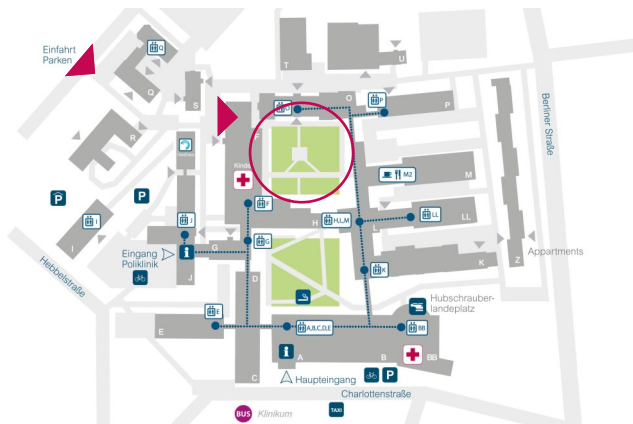 Einfahrt
Parken
Q
Q
S
T
U
O
O
P
P
R
F
Kinde
M2
M
I
I
J
F
H
H,L,M
L
LL
LL
Eingang
Poliklinik
G
G
J
K
K
Z
Appartments
Berliner Straße
Hebbelstraße
D
Hubschrauber-
landeplatz
E
E
A,B,C,D,E
BB
A
B
BB
C
Haupteingang
P
P
P
Charlottenstraße
BUS
Klinikum
TAXI